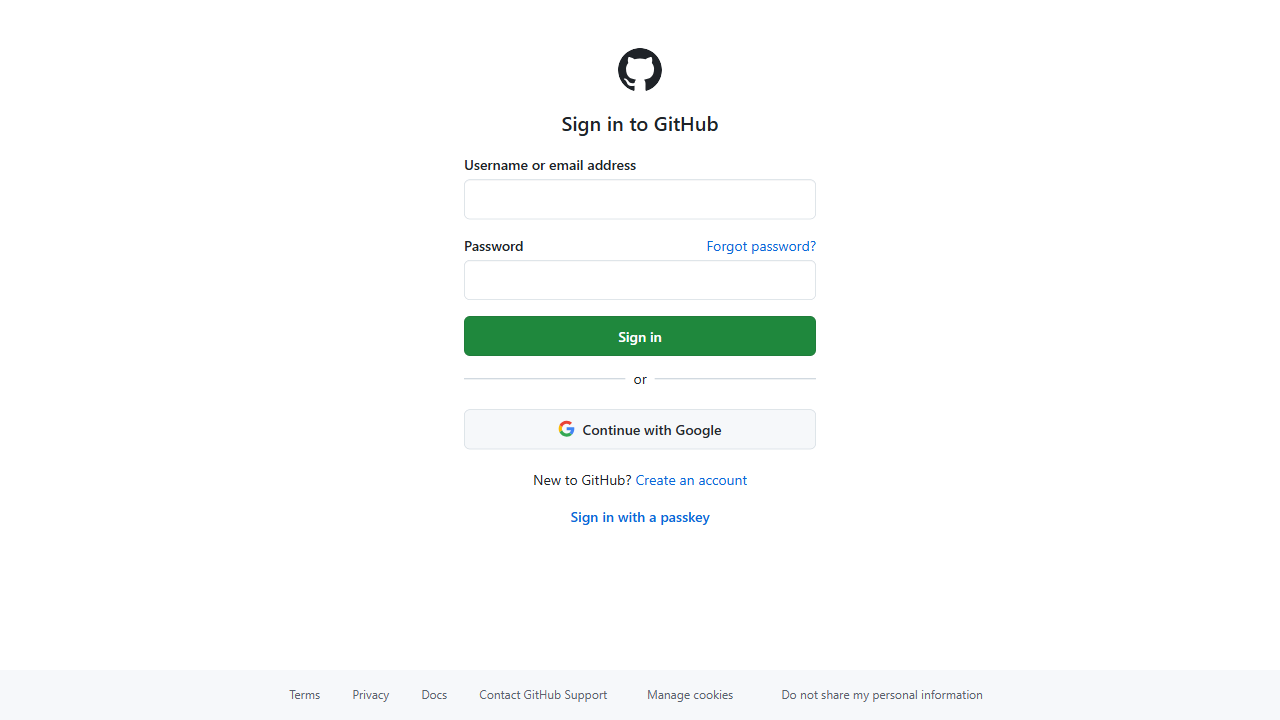 Sign in to GitHub
Username or email address
Password Forgot password?
Sign in
or
Continue with Google
New to GitHub? Create an account
Sign in with a passkey
Terms Privacy Docs Contact GitHub Support Manage cookies Do not share my personal information